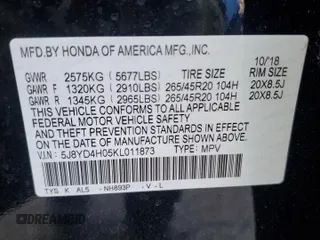 MFD.BY HONDA OF AMERICA MFG.,INC. 10/18
GVWR 2575KG (5677LBS) TIRE SIZE RIM SIZE
GAWR F 1320KG (2910LBS) 265/45R20 104H 20X8.5J
GAWR R 1345KG (2965LBS) 265/45R20 104H 20X8.5J
THIS VEHICLE CONFORMS TO ALL APPLICABLE
FEDERAL MOTOR VEHICLE SAFETY AND THEFT
PREVENTION STANDARDS IN EFFECT ON THE DATE
OF MANUFACTURE SHOWN ABOVE.
V.I.N: 5J8YD4H05KL011873 TYPE: MPV
TYS K AL5 -NH893P -V-L
DREAMBID